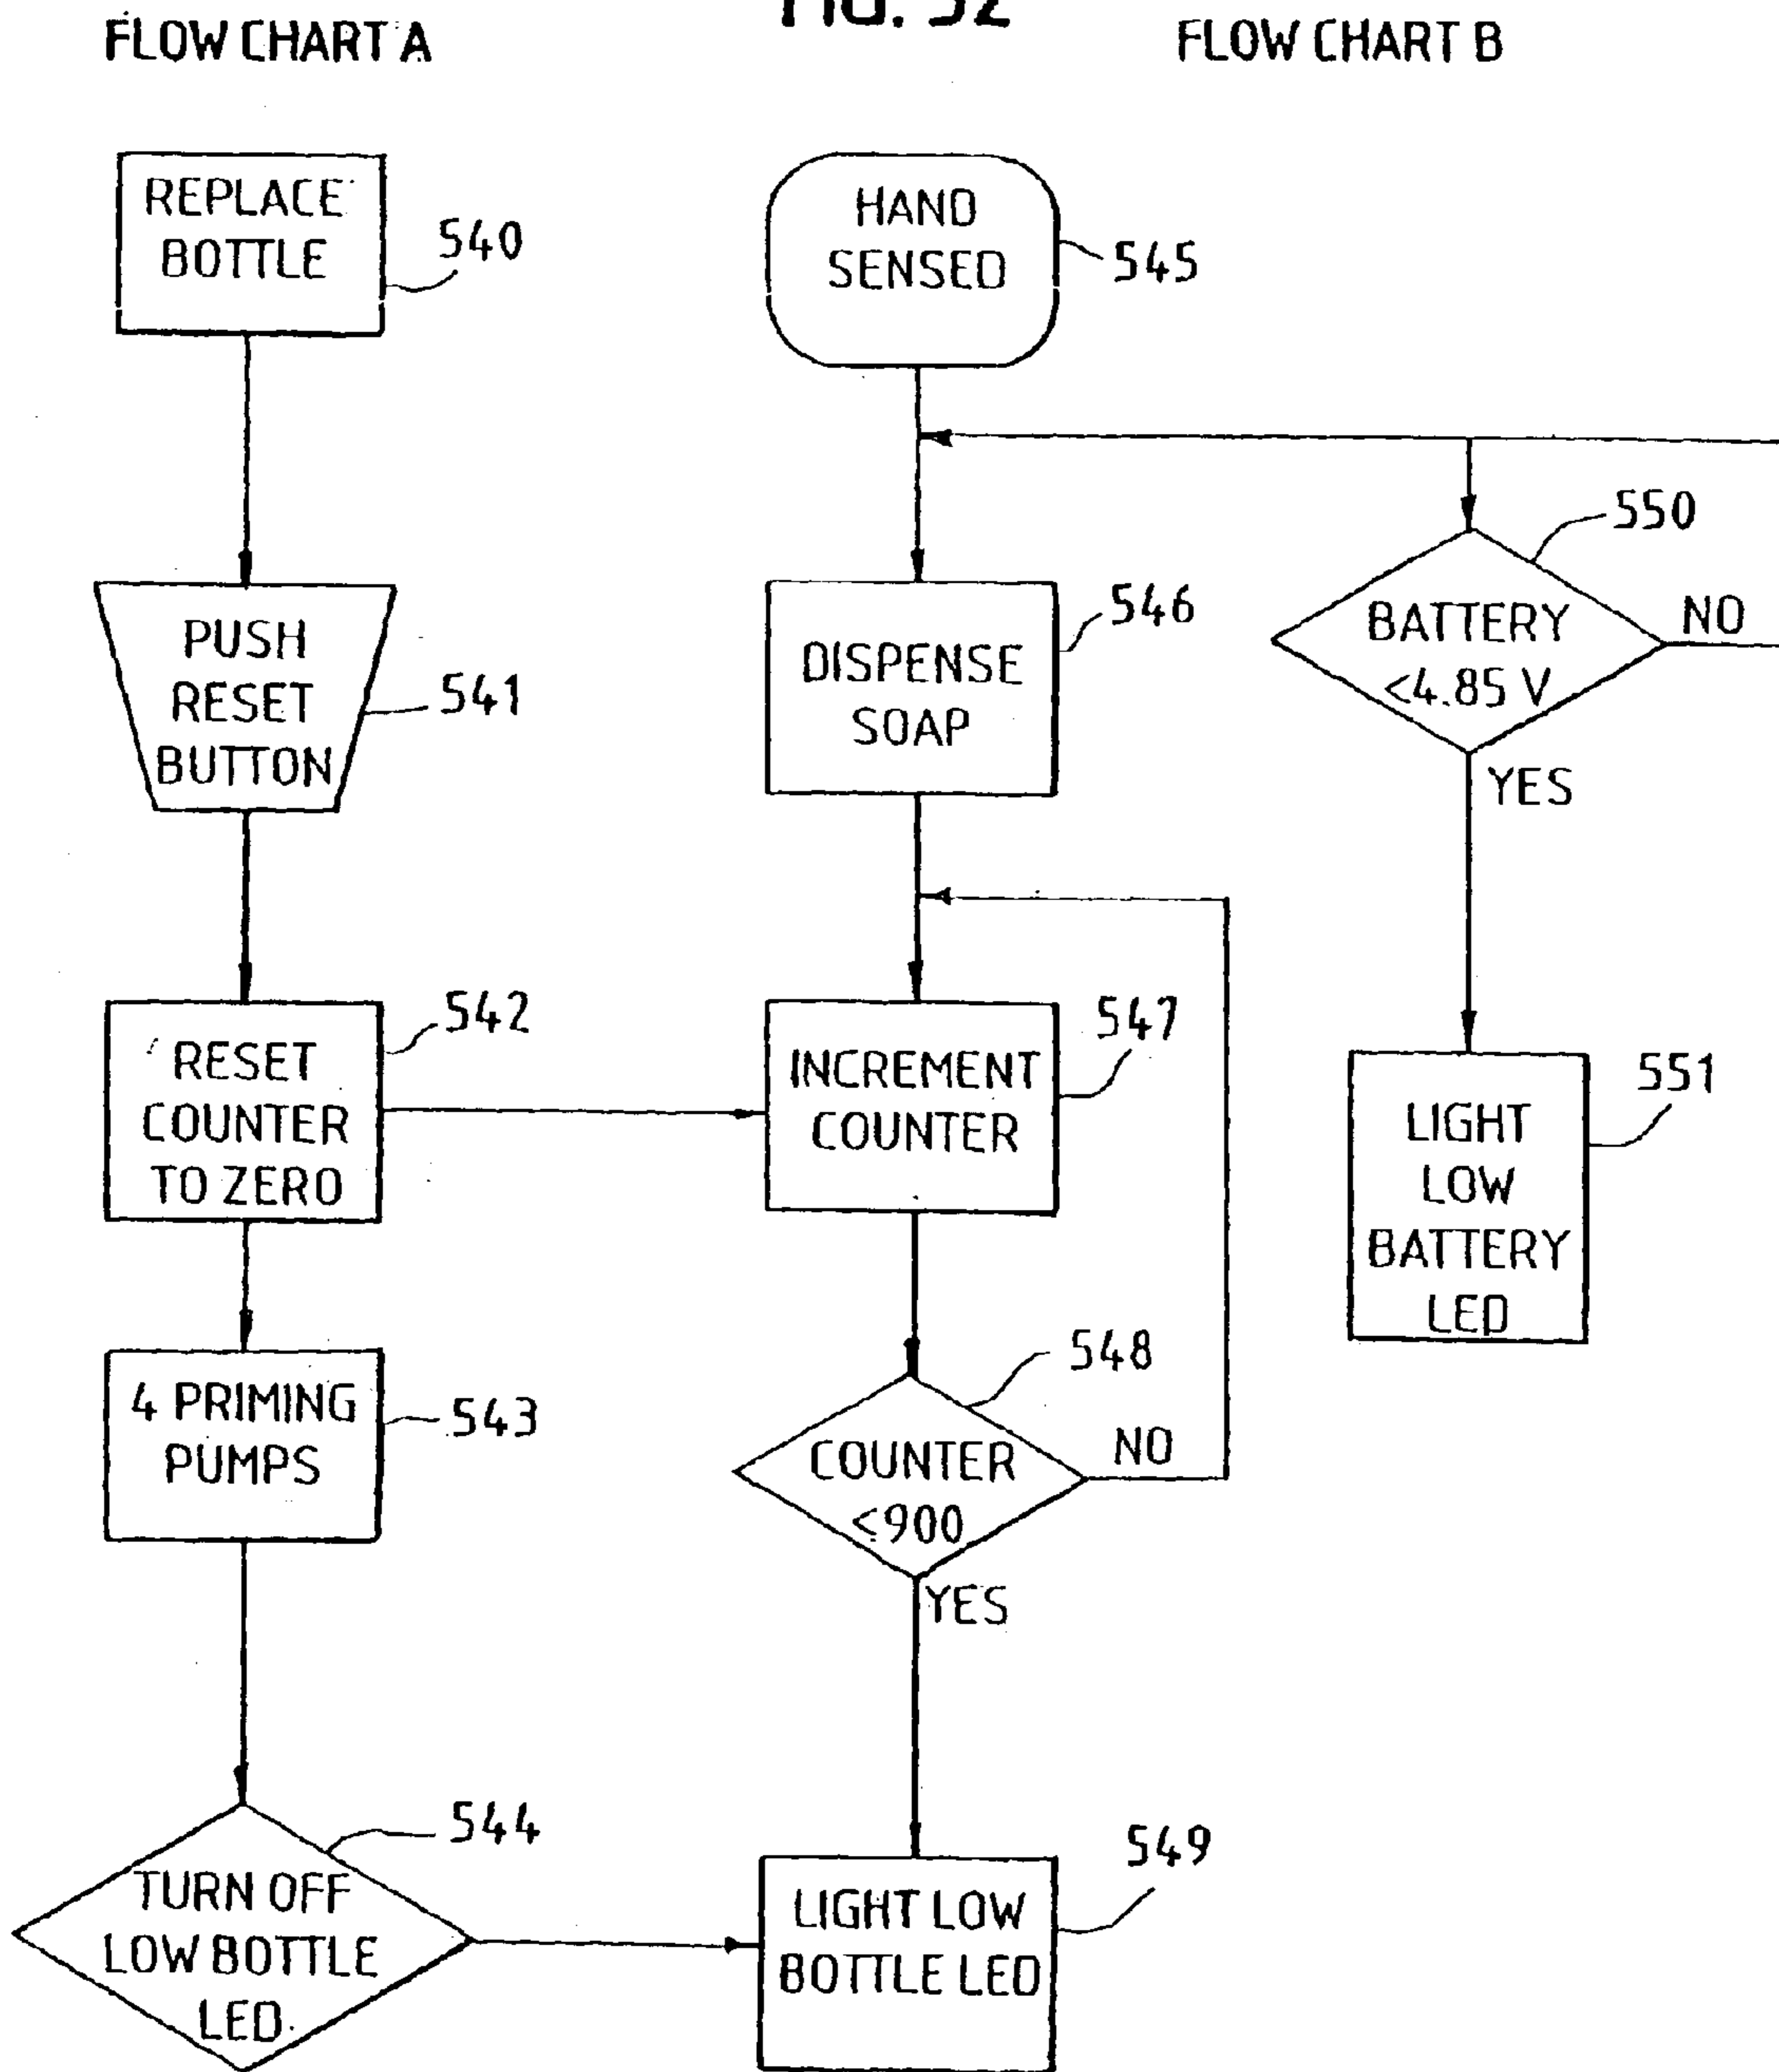 FIG. 52
FLOW CHART A
FLOW CHART B
REPLACE
BOTTLE
540
PUSH
RESET
BUTTON
541
RESET
COUNTER
TO ZERO
542
4 PRIMING
PUMPS
543
TURN OFF
LOW BOTTLE
LED
544
HAND
SENSED
545
DISPENSE
SOAP
546
INCREMENT
COUNTER
547
COUNTER
<900
548
NO
YES
LIGHT LOW
BOTTLE LED
549
BATTERY
<4.85 V
550
NO
YES
LIGHT
LOW
BATTERY
LED
551